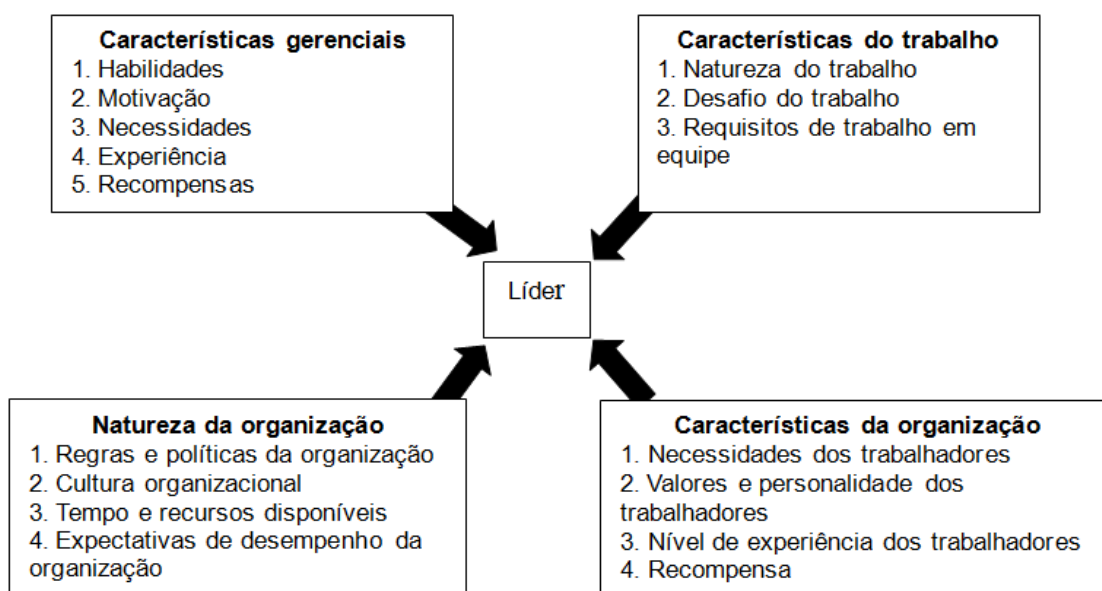 Características gerenciais
1. Habilidades
2. Motivação
3. Necessidades
4. Experiência
5. Recompensas
Características do trabalho
1. Natureza do trabalho
2. Desafio do trabalho
3. Requisitos de trabalho em
equipe
Líder
Natureza da organização
1. Regras e políticas da organização
2. Cultura organizacional
3. Tempo e recursos disponíveis
4. Expectativas de desempenho da
organização
Características da organização
1. Necessidades dos trabalhadores
2. Valores e personalidade dos
trabalhadores
3. Nível de experiência dos trabalhadores
4. Recompensa